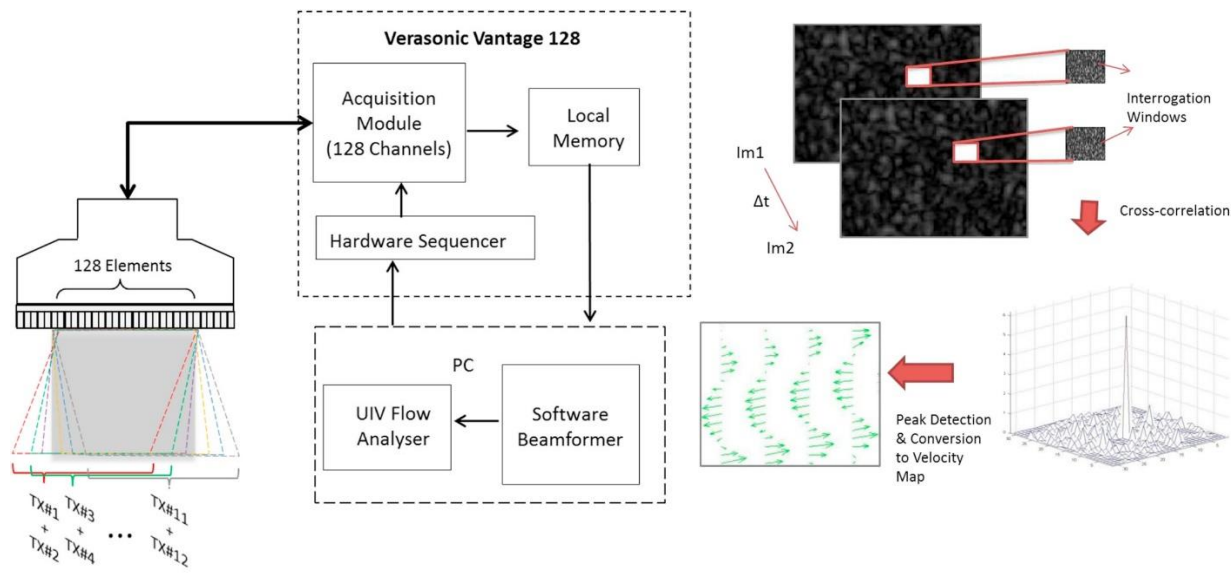 Verasonic Vantage 128
Acquisition
Module
(128 Channels)
Local
Memory
Hardware Sequencer
128 Elements
TX#1
+
TX#2
TX#3
+
TX#4
...
TX#11
+
TX#12
PC
UIV Flow
Analyser
Software
Beamformer
Im1
Δt
Im2
Interrogation
Windows
Cross-correlation
Peak Detection
& Conversion
to Velocity
Map